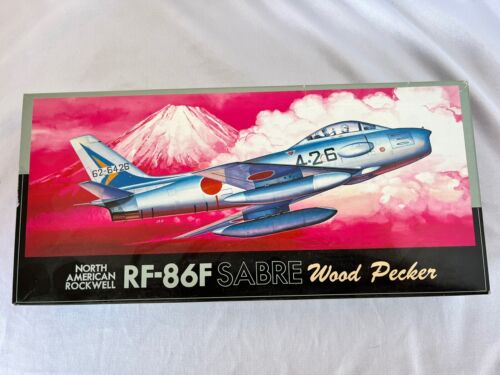 62-6426
4-26
NORTH
AMERICAN
ROCKWELL
RF-86F SABRE Wood Pecker